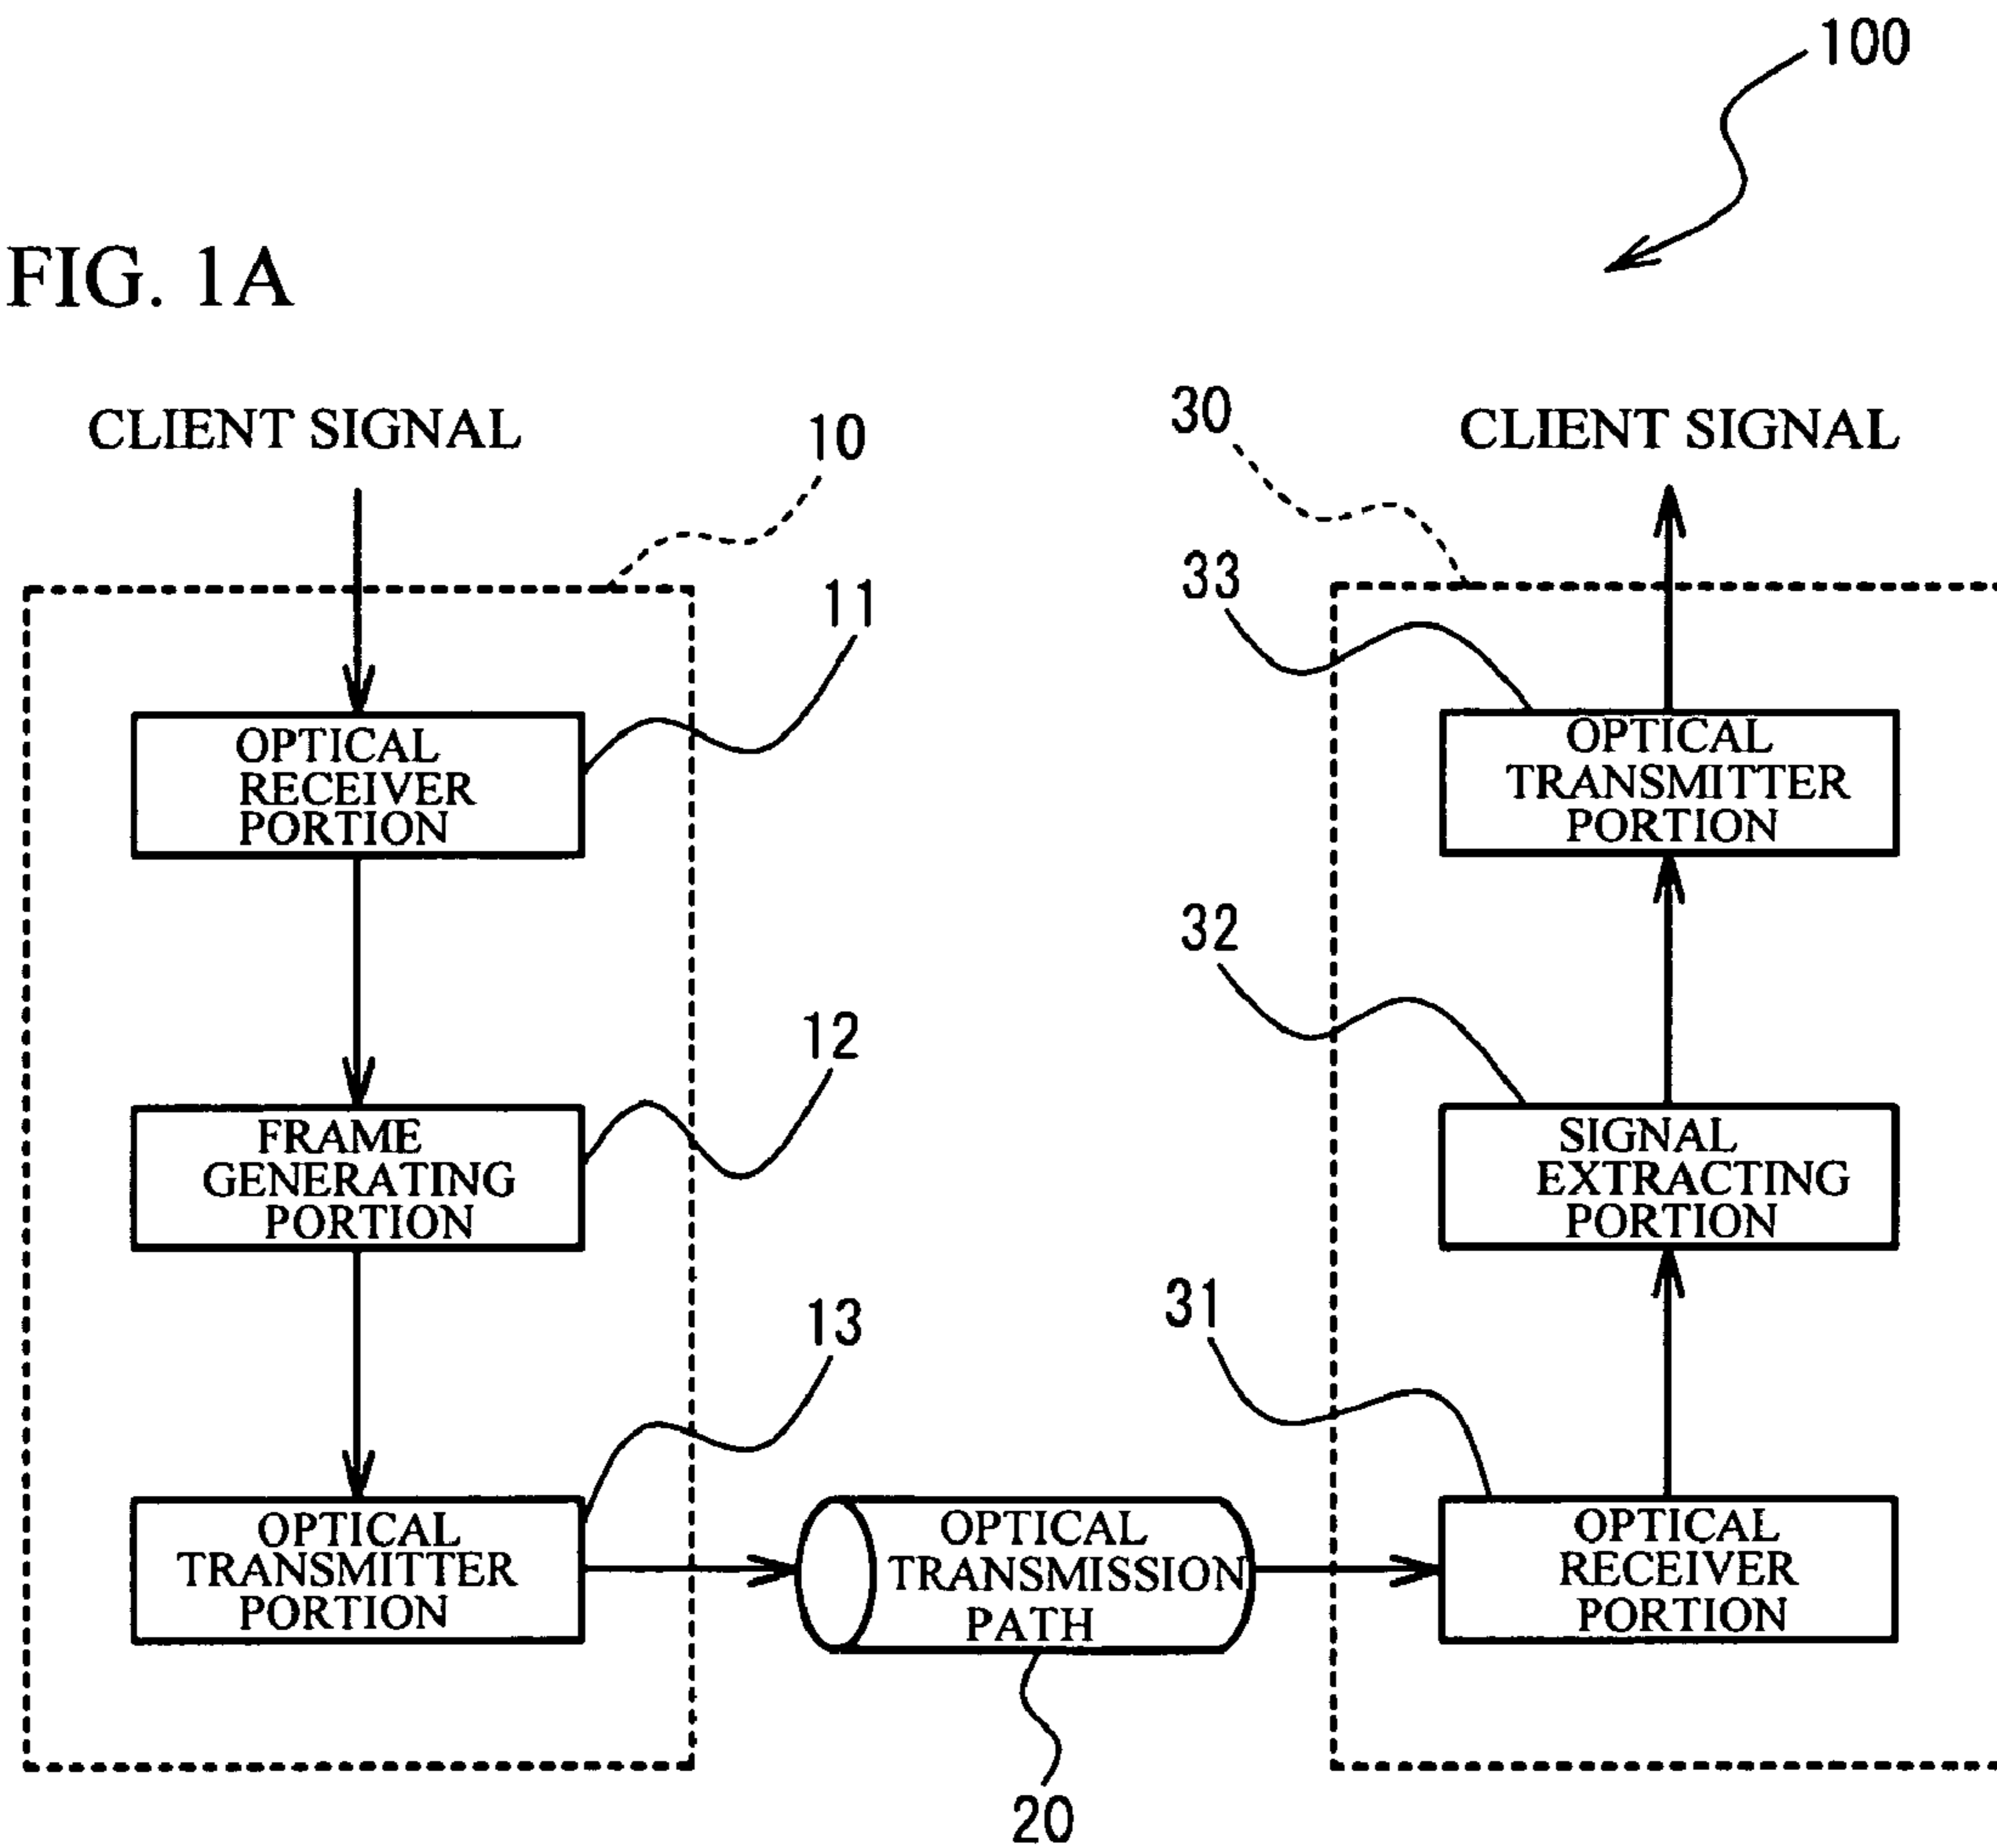 100
FIG. 1A
CLIENT SIGNAL
10
11
OPTICAL
RECEIVER
PORTION
12
FRAME
GENERATING
PORTION
13
OPTICAL
TRANSMITTER
PORTION
OPTICAL
TRANSMISSION
PATH
20
30
CLIENT SIGNAL
33
OPTICAL
TRANSMITTER
PORTION
32
SIGNAL
EXTRACTING
PORTION
31
OPTICAL
RECEIVER
PORTION